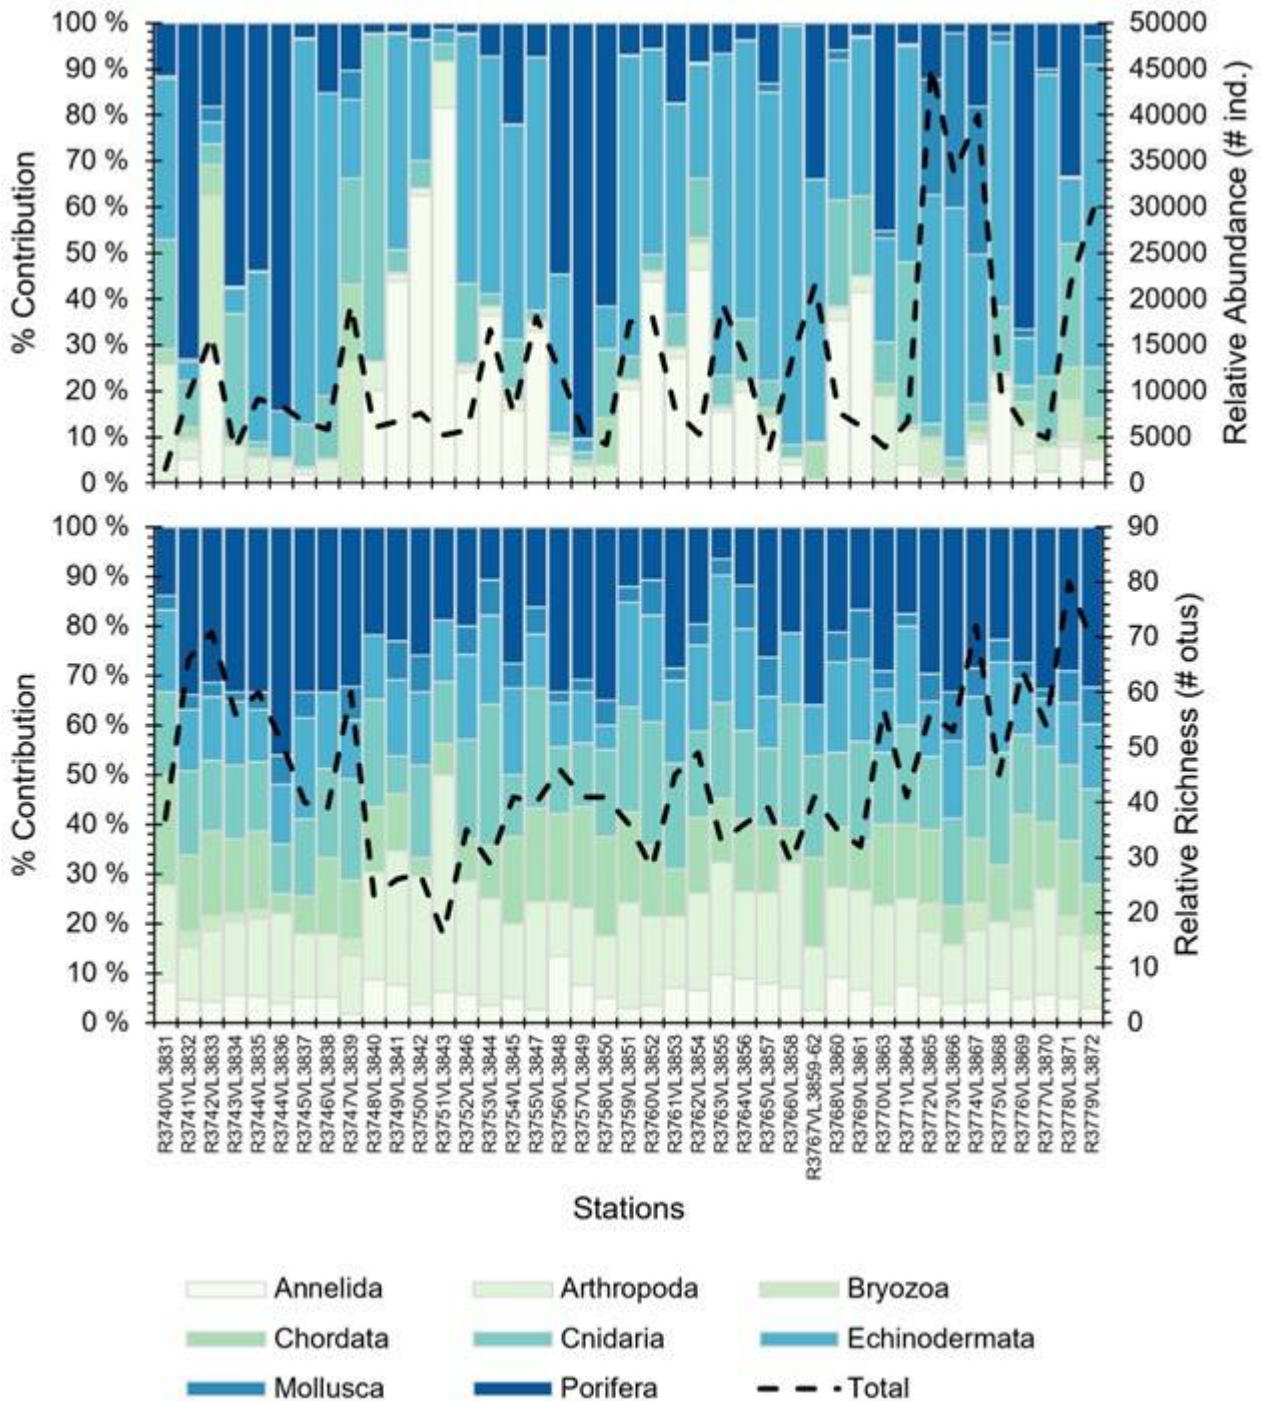 100 %
90 %
80 %
70 %
60 %
50 %
40 %
30 %
20 %
10 %
0 %
% Contribution
50000
45000
40000
35000
30000
25000
20000
15000
10000
5000
0
Relative Abundance (# ind.)
100 %
90 %
80 %
70 %
60 %
50 %
40 %
30 %
20 %
10 %
0 %
% Contribution
90
80
70
60
50
40
30
20
10
0
Relative Richness (# otus)
R3740VL3831
R3741VL3832
R3742VL3833
R3743VL3834
R3744VL3835
R3744VL3836
R3745VL3837
R3746VL3838
R3747VL3839
R3748VL3840
R3749VL3841
R3750VL3842
R3751VL3843
R3752VL3846
R3753VL3844
R3754VL3845
R3755VL3847
R3756VL3848
R3757VL3849
R3758VL3850
R3759VL3851
R3760VL3852
R3761VL3853
R3762VL3854
R3763VL3855
R3764VL3856
R3765VL3857
R3766VL3858
R3767VL3859-62
R3768VL3860
R3769VL3861
R3770VL3863
R3771VL3864
R3772VL3865
R3773VL3866
R3774VL3867
R3775VL3868
R3776VL3869
R3777VL3870
R3778VL3871
R3779VL3872
Stations
Annelida Arthropoda Bryozoa
Chordata Cnidaria Echinodermata
Mollusca Porifera Total